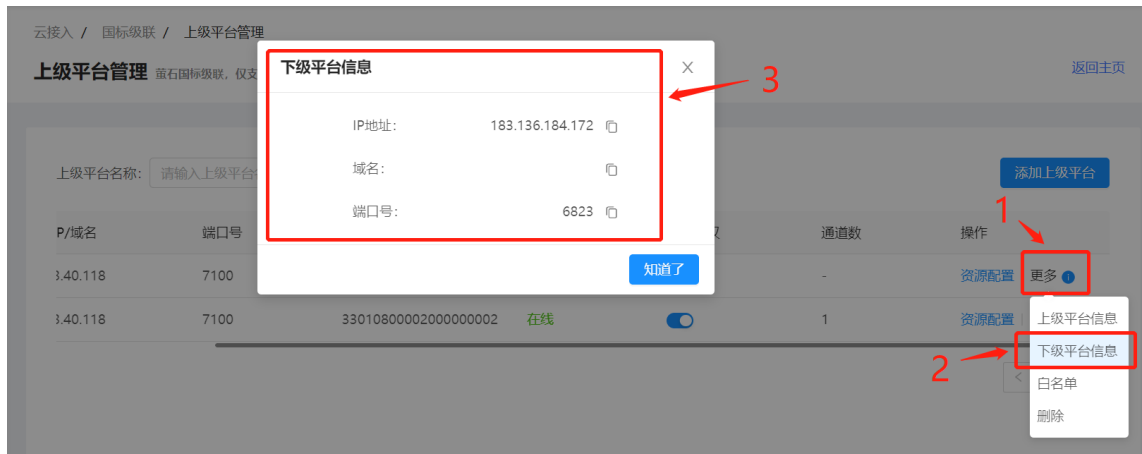 云接入 / 国标级联 / 上级平台管理
上级平台管理 萤石国标级联, 仅支
返回主页
下级平台信息
3
IP地址: 183.136.184.172
域名:
端口号: 6823
知道了
上级平台名称: 请输入上级平台
添加上级平台
1
P/域名 端口号 通道数 操作
3.40.118 7100 - 资源配置 更多
3.40.118 7100 33010800002000000002 在线 1 资源配置
上级平台信息
2
下级平台信息
白名单
删除